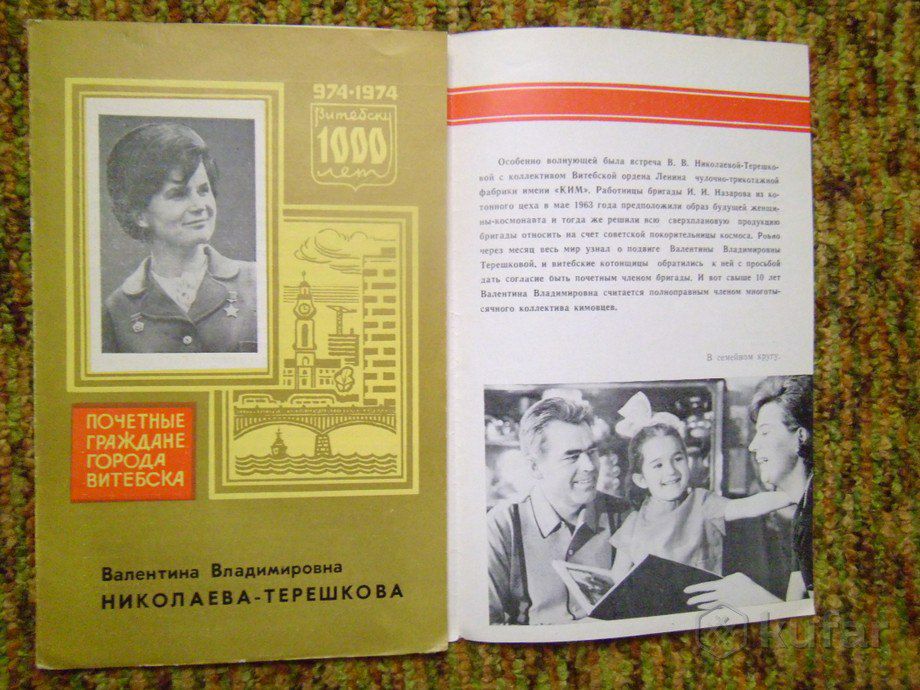 974·1974
Витебску
1000
лет
ПОЧЕТНЫЕ
ГРАЖДАНЕ
ГОРОДА
ВИТЕБСКА
Валентина Владимировна
НИКОЛАЕВА-ТЕРЕШКОВА
Особенно волнующей была встреча В. В. Николаевой-Терешко-
вой с коллективом Витебской ордена Ленина чулочно-трикотажной
фабрики имени «КИМ». Работницы бригады И. И. Назарова из ко-
тонного цеха в мае 1963 года предположили образ будущей женщи-
ны-космонавта и тогда же решили всю сверхплановую продукцию
бригады относить на счет советской покорительницы космоса. Ровно
через месяц весь мир узнал о подвиге Валентины Владимировны
Терешковой, и витебские котонщицы обратились к ней с просьбой
дать согласие быть почетным членом бригады. И вот свыше 10 лет
Валентина Владимировна считается полноправным членом многоты-
сячного коллектива кимовцев.
В семейном кругу.
kufar